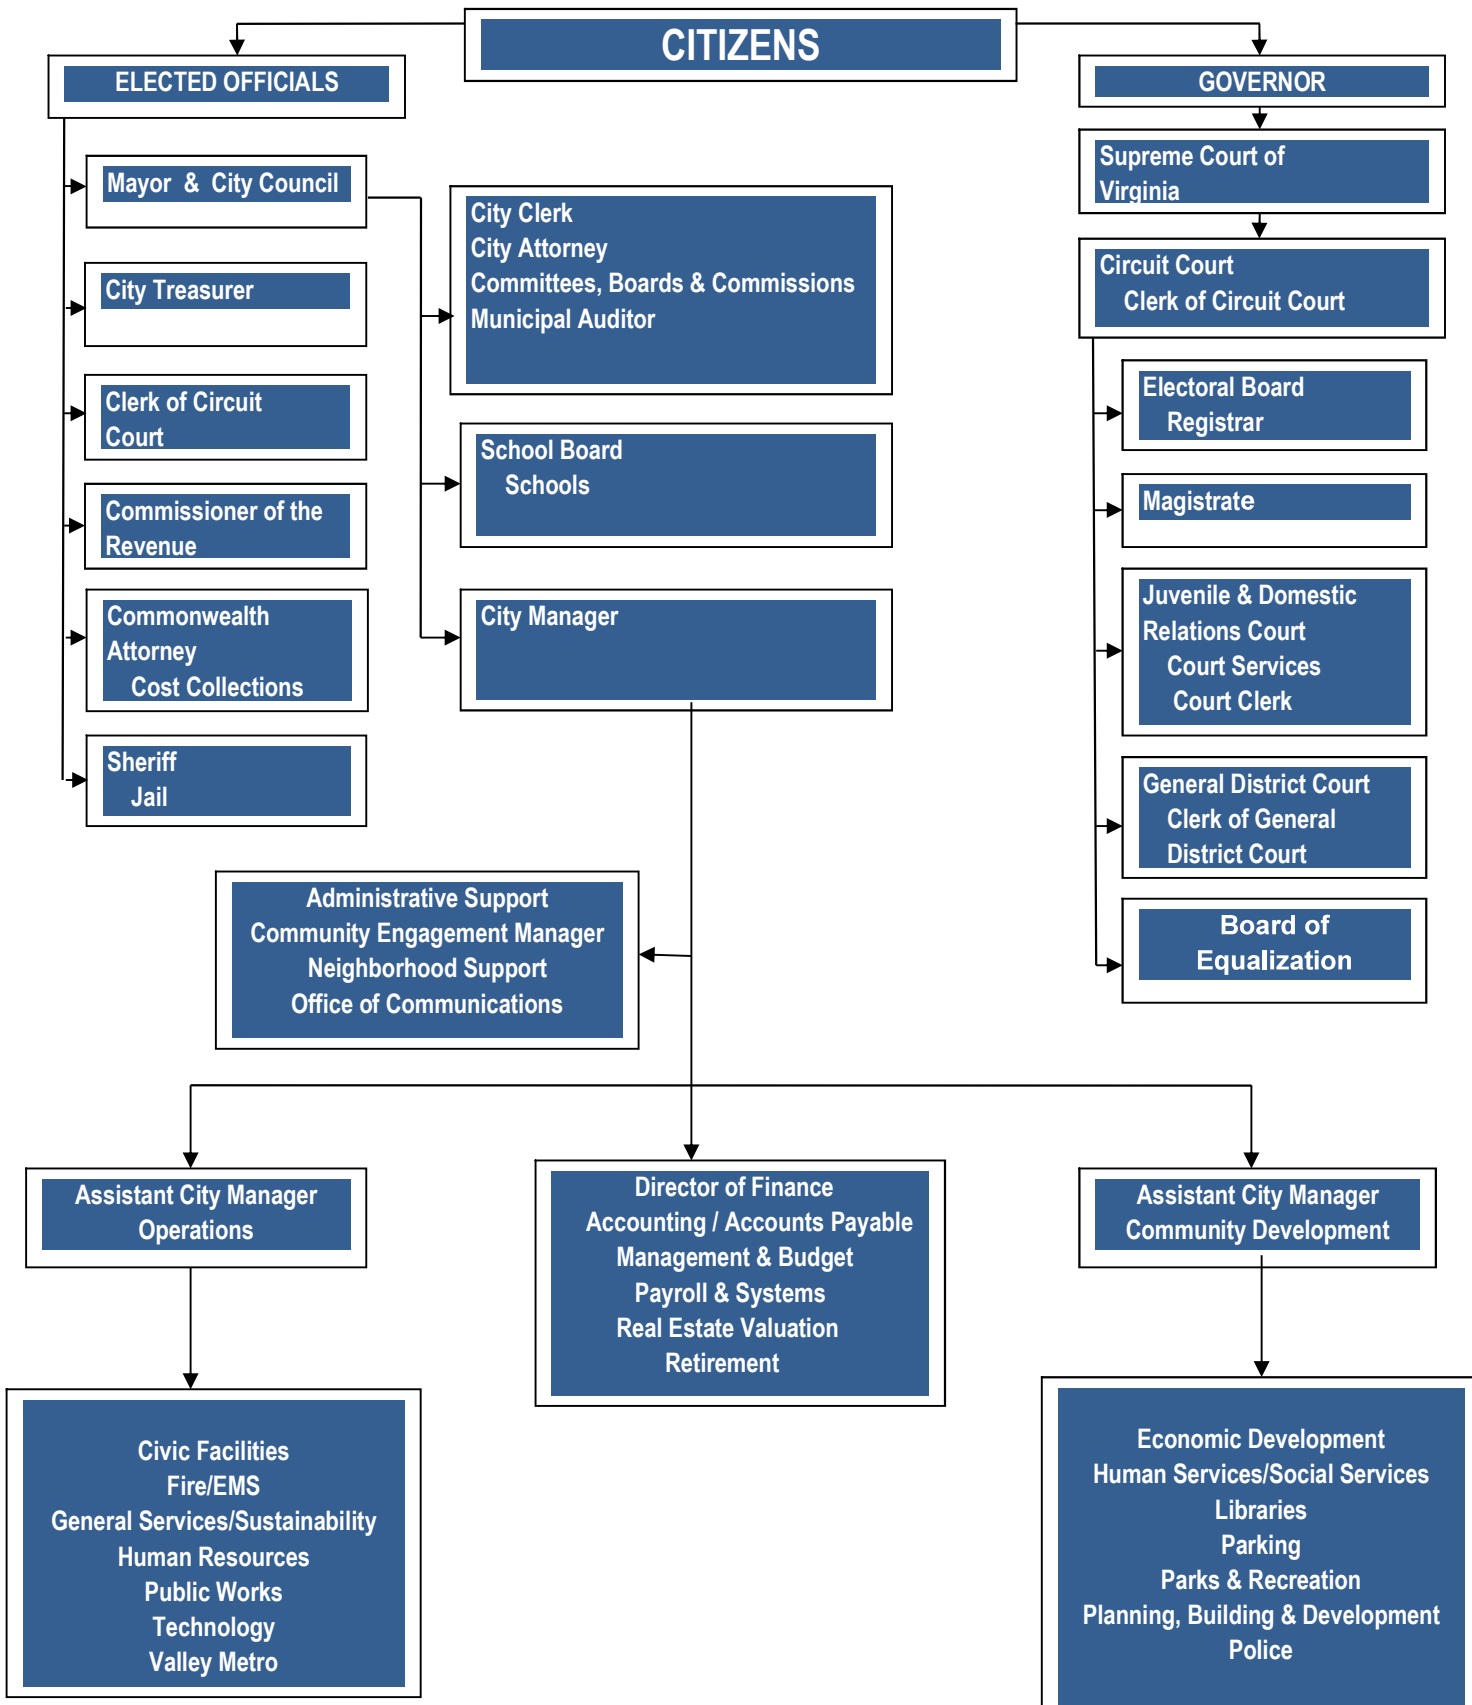 CITIZENS
ELECTED OFFICIALS
GOVERNOR
Mayor & City Council
City Treasurer
Clerk of Circuit
Court
Commissioner of the
Revenue
Commonwealth
Attorney
Cost Collections
Sheriff
Jail
City Clerk
City Attorney
Committees, Boards & Commissions
Municipal Auditor
School Board
Schools
City Manager
Supreme Court of
Virginia
Circuit Court
Clerk of Circuit Court
Electoral Board
Registrar
Magistrate
Juvenile & Domestic
Relations Court
Court Services
Court Clerk
General District Court
Clerk of General
District Court
Board of
Equalization
Administrative Support
Community Engagement Manager
Neighborhood Support
Office of Communications
Assistant City Manager
Operations
Director of Finance
Accounting / Accounts Payable
Management & Budget
Payroll & Systems
Real Estate Valuation
Retirement
Assistant City Manager
Community Development
Civic Facilities
Fire/EMS
General Services/Sustainability
Human Resources
Public Works
Technology
Valley Metro
Economic Development
Human Services/Social Services
Libraries
Parking
Parks & Recreation
Planning, Building & Development
Police